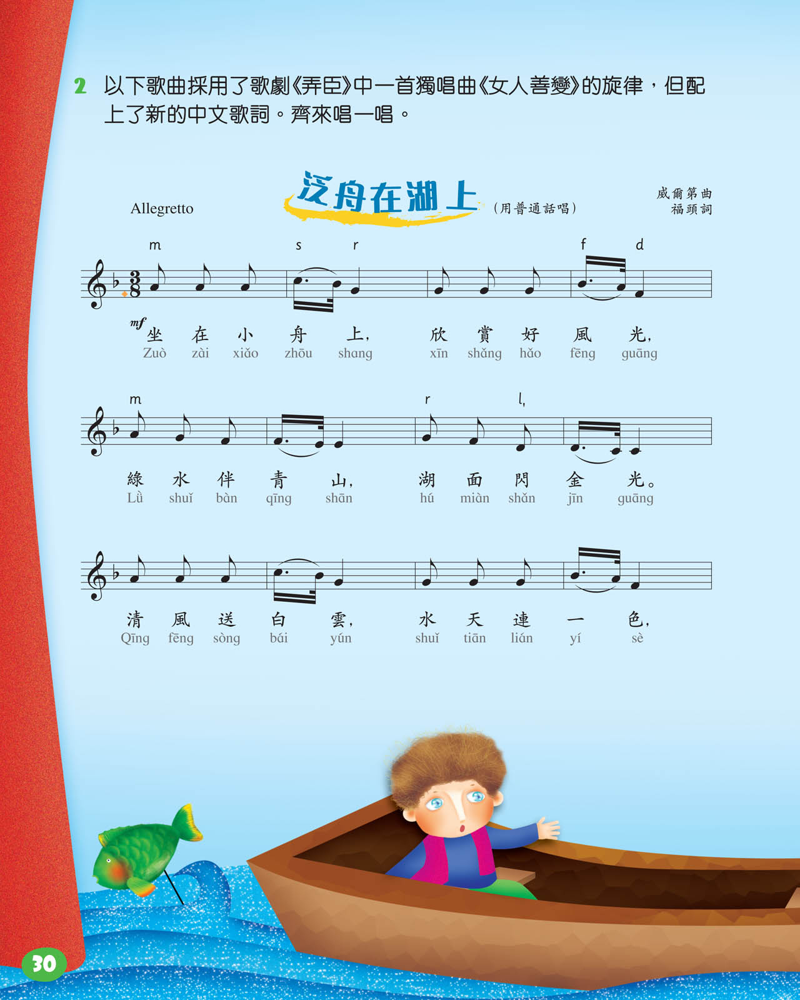 2 以下歌曲採用了歌劇《弄臣》中一首獨唱曲《女人善變》的旋律，但配
上了新的中文歌詞。齊來唱一唱。
泛舟在湖上 (用普通話唱)
威爾第曲
福頭詞
Allegretto
m s r f d
3
8
mf
坐 在 小 舟 上, 欣 賞 好 風 光,
Zuò zài xiǎo zhōu shang xīn shǎng hǎo fēng guāng
m r l,
綠 水 伴 青 山, 湖 面 閃 金 光。
Lǜ shuǐ bàn qīng shān hú miàn shǎn jīn guāng
清 風 送 白 雲, 水 天 連 一 色,
Qīng fēng sòng bái yún shuǐ tiān lián yí sè
30